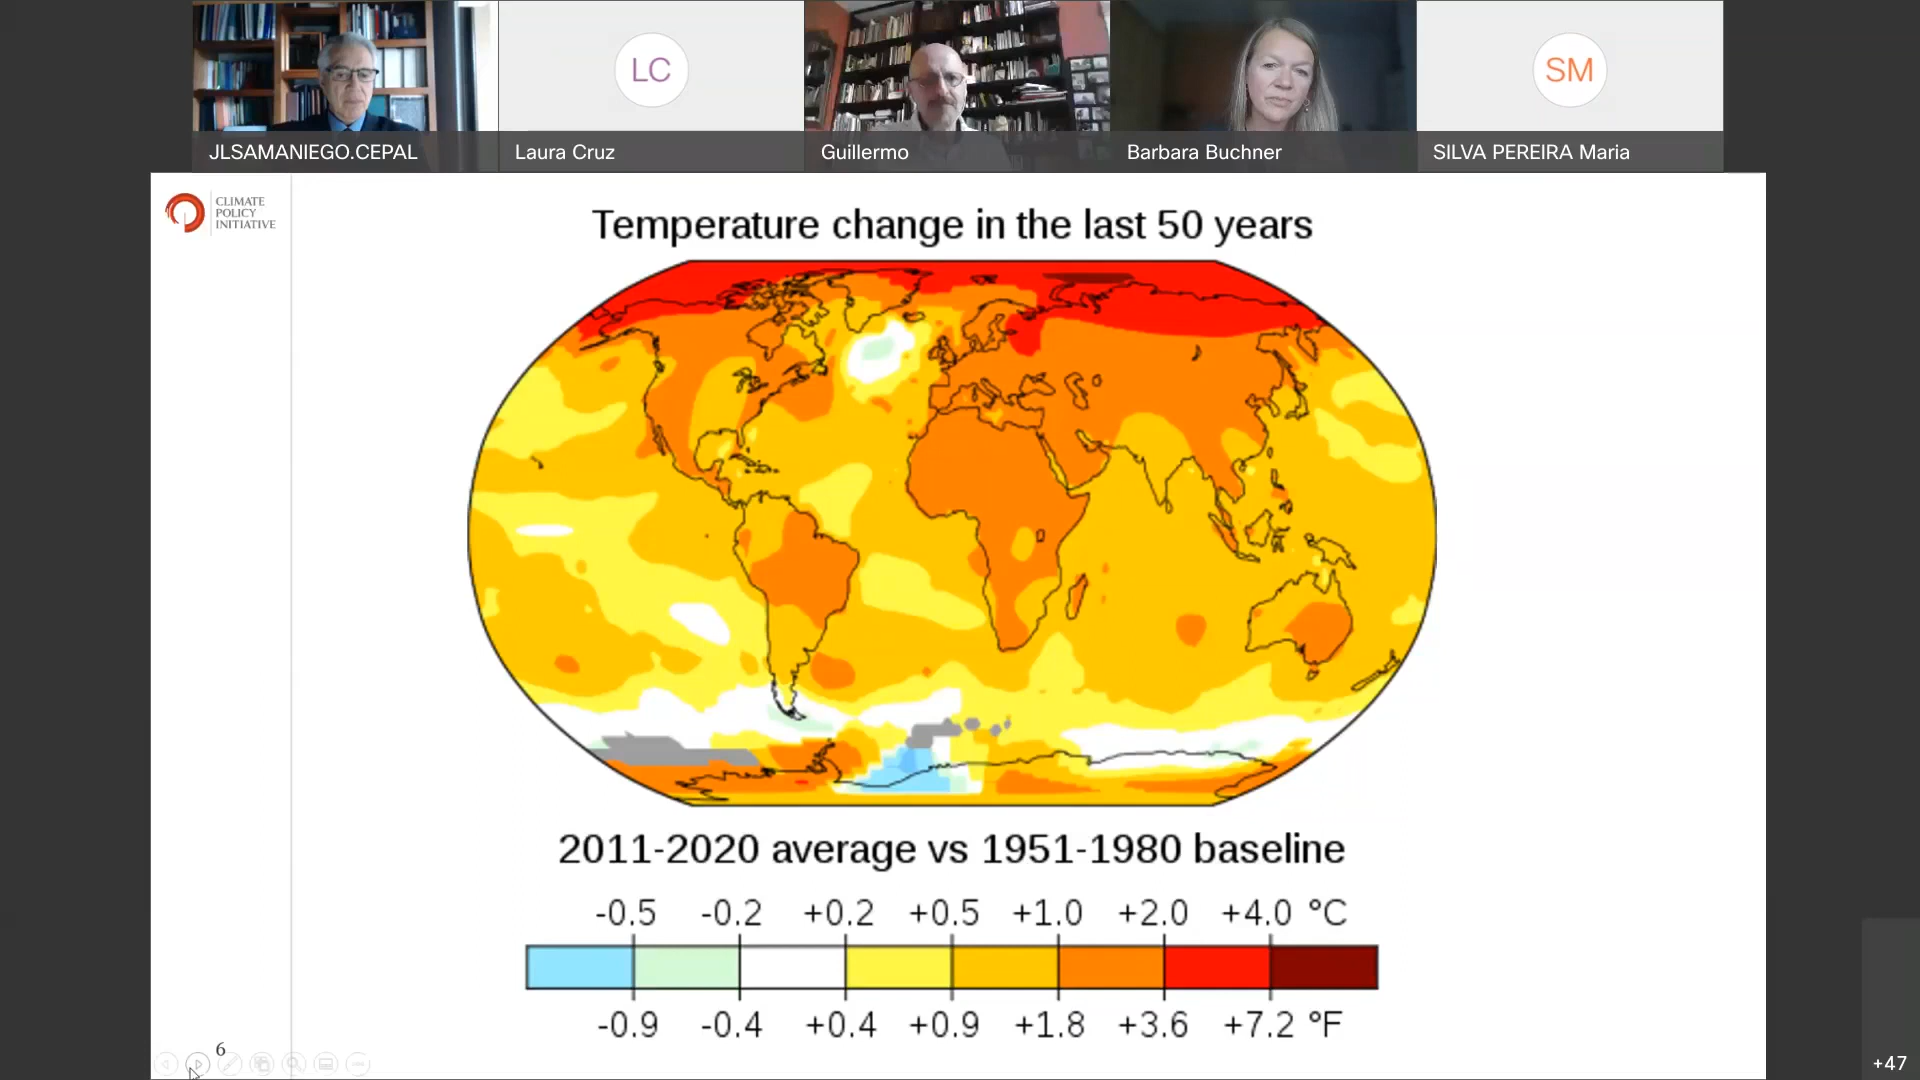 LC
SM
JLSAMANIEGO.CEPAL
Laura Cruz
Guillermo
Barbara Buchner
SILVA PEREIRA Maria
CLIMATE
POLICY
INITIATIVE
Temperature change in the last 50 years
2011-2020 average vs 1951-1980 baseline
-0.5 -0.2 +0.2 +0.5 +1.0 +2.0 +4.0 °C
-0.9 -0.4 +0.4 +0.9 +1.8 +3.6 +7.2 °F
6
+47